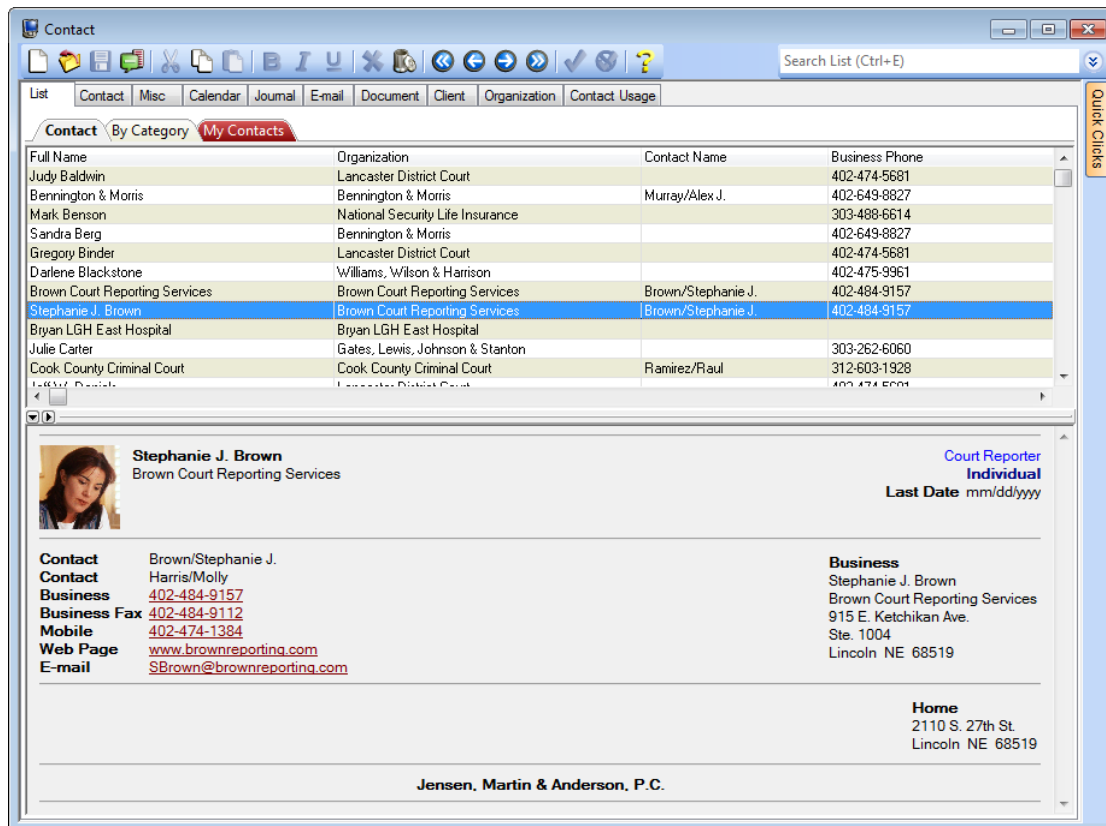 Contact
B I U
Search List (Ctrl+E)
List Contact Misc Calendar Journal E-mail Document Client Organization Contact Usage
Quick Clicks
Contact By Category My Contacts
Full Name Organization Contact Name Business Phone
Judy Baldwin Lancaster District Court 402-474-5681
Bennington & Morris Bennington & Morris Murray/Alex J. 402-649-8827
Mark Benson National Security Life Insurance 303-488-6614
Sandra Berg Bennington & Morris 402-649-8827
Gregory Binder Lancaster District Court 402-474-5681
Darlene Blackstone Williams, Wilson & Harrison 402-475-9961
Brown Court Reporting Services Brown Court Reporting Services Brown/Stephanie J. 402-484-9157
Stephanie J. Brown Brown Court Reporting Services Brown/Stephanie J. 402-484-9157
Bryan LGH East Hospital Bryan LGH East Hospital
Julie Carter Gates, Lewis, Johnson & Stanton 303-262-6060
Cook County Criminal Court Cook County Criminal Court Ramirez/Raul 312-603-1928
Lancaster District Court 402-474-5681
Stephanie J. Brown
Brown Court Reporting Services
Court Reporter
Individual
Last Date mm/dd/yyyy
Contact Brown/Stephanie J.
Contact Harris/Molly
Business 402-484-9157
Business Fax 402-484-9112
Mobile 402-474-1384
Web Page www.brownreporting.com
E-mail SBrown@brownreporting.com
Business
Stephanie J. Brown
Brown Court Reporting Services
915 E. Ketchikan Ave.
Ste. 1004
Lincoln NE 68519
Home
2110 S. 27th St.
Lincoln NE 68519
Jensen, Martin & Anderson, P.C.